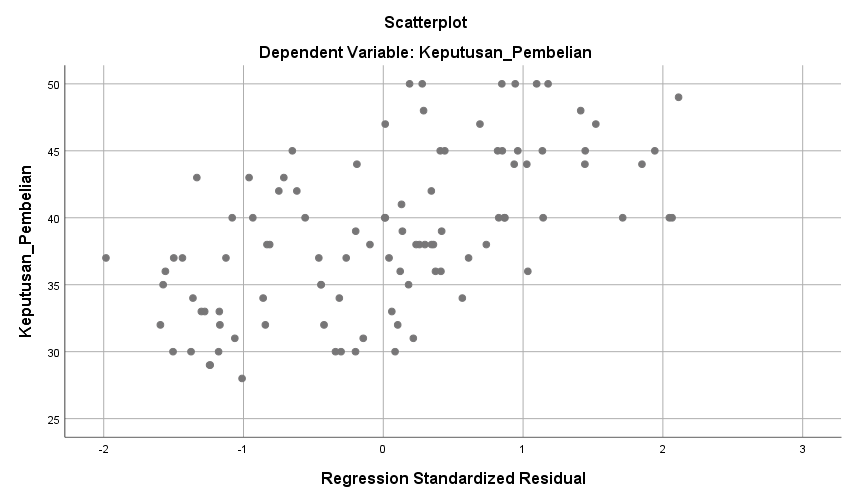 Scatterplot
Dependent Variable: Keputusan_Pembelian
Keputusan_Pembelian
50
45
40
35
30
25
-2 -1 0 1 2 3
Regression Standardized Residual